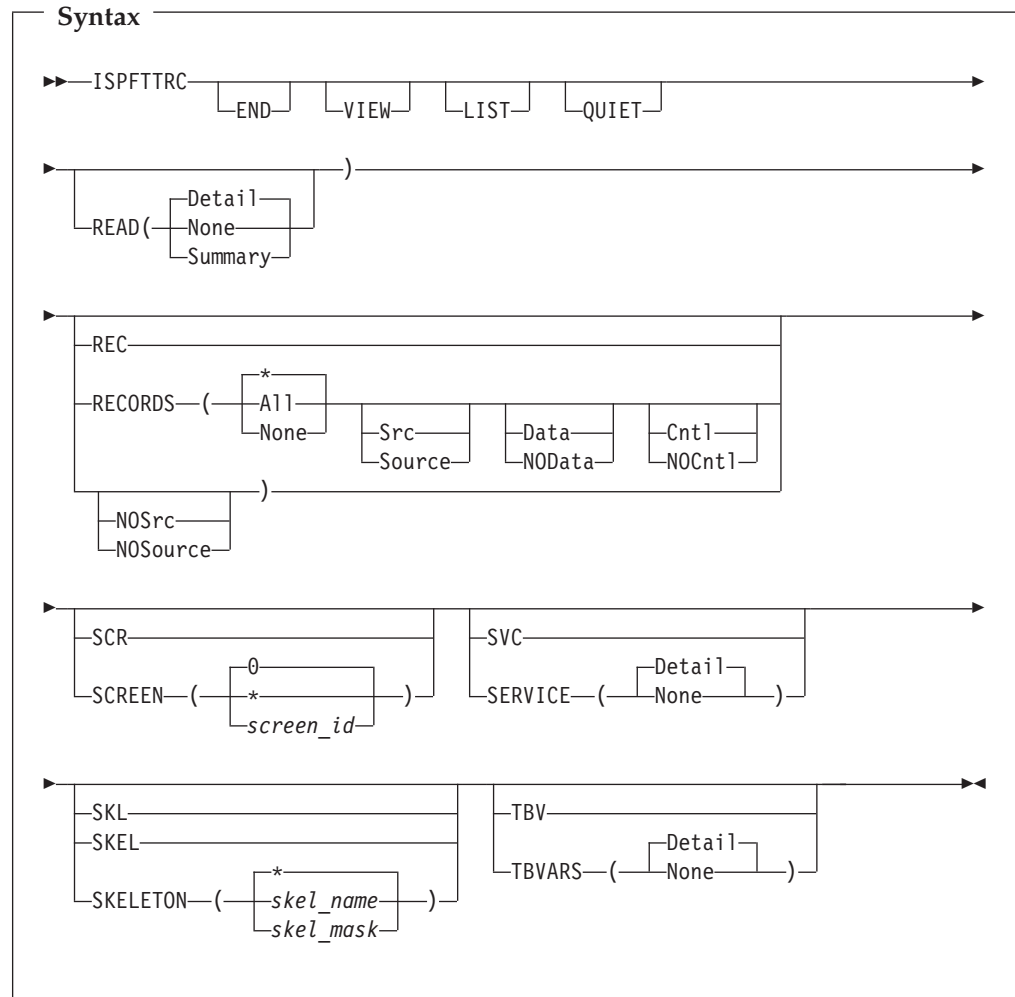 Syntax
ISPFTTRC
END VIEW LIST QUIET
)
Detail
READ( None
Summary
REC
*
RECORDS ( All
None Src Data Cntl
Source NOData NOCntl
)
NOSrc
NOSource
SCR SVC
0 Detail
SCREEN ( * ) SERVICE ( None )
screen_id
SKL TBV
SKEL Detail
* TBVARS ( None )
SKELETON ( skel_name )
skel_mask